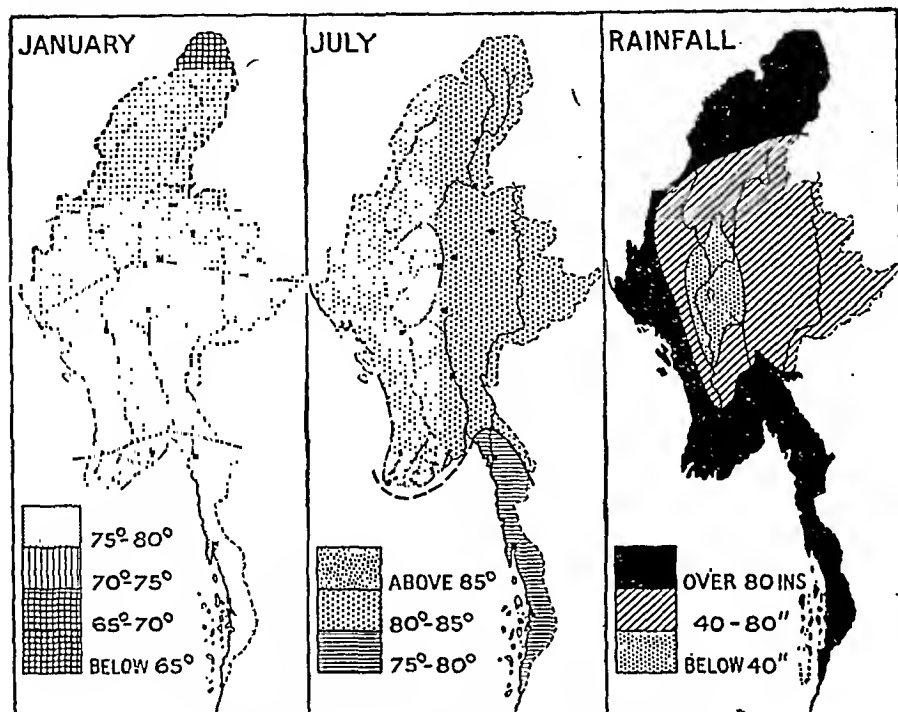 JANUARY
75°-80°
70°-75°
65°-70°
BELOW 65°
JULY
ABOVE 85°
80°-85°
75°-80°
RAINFALL
OVER 80 INS
40-80"
BELOW 40"